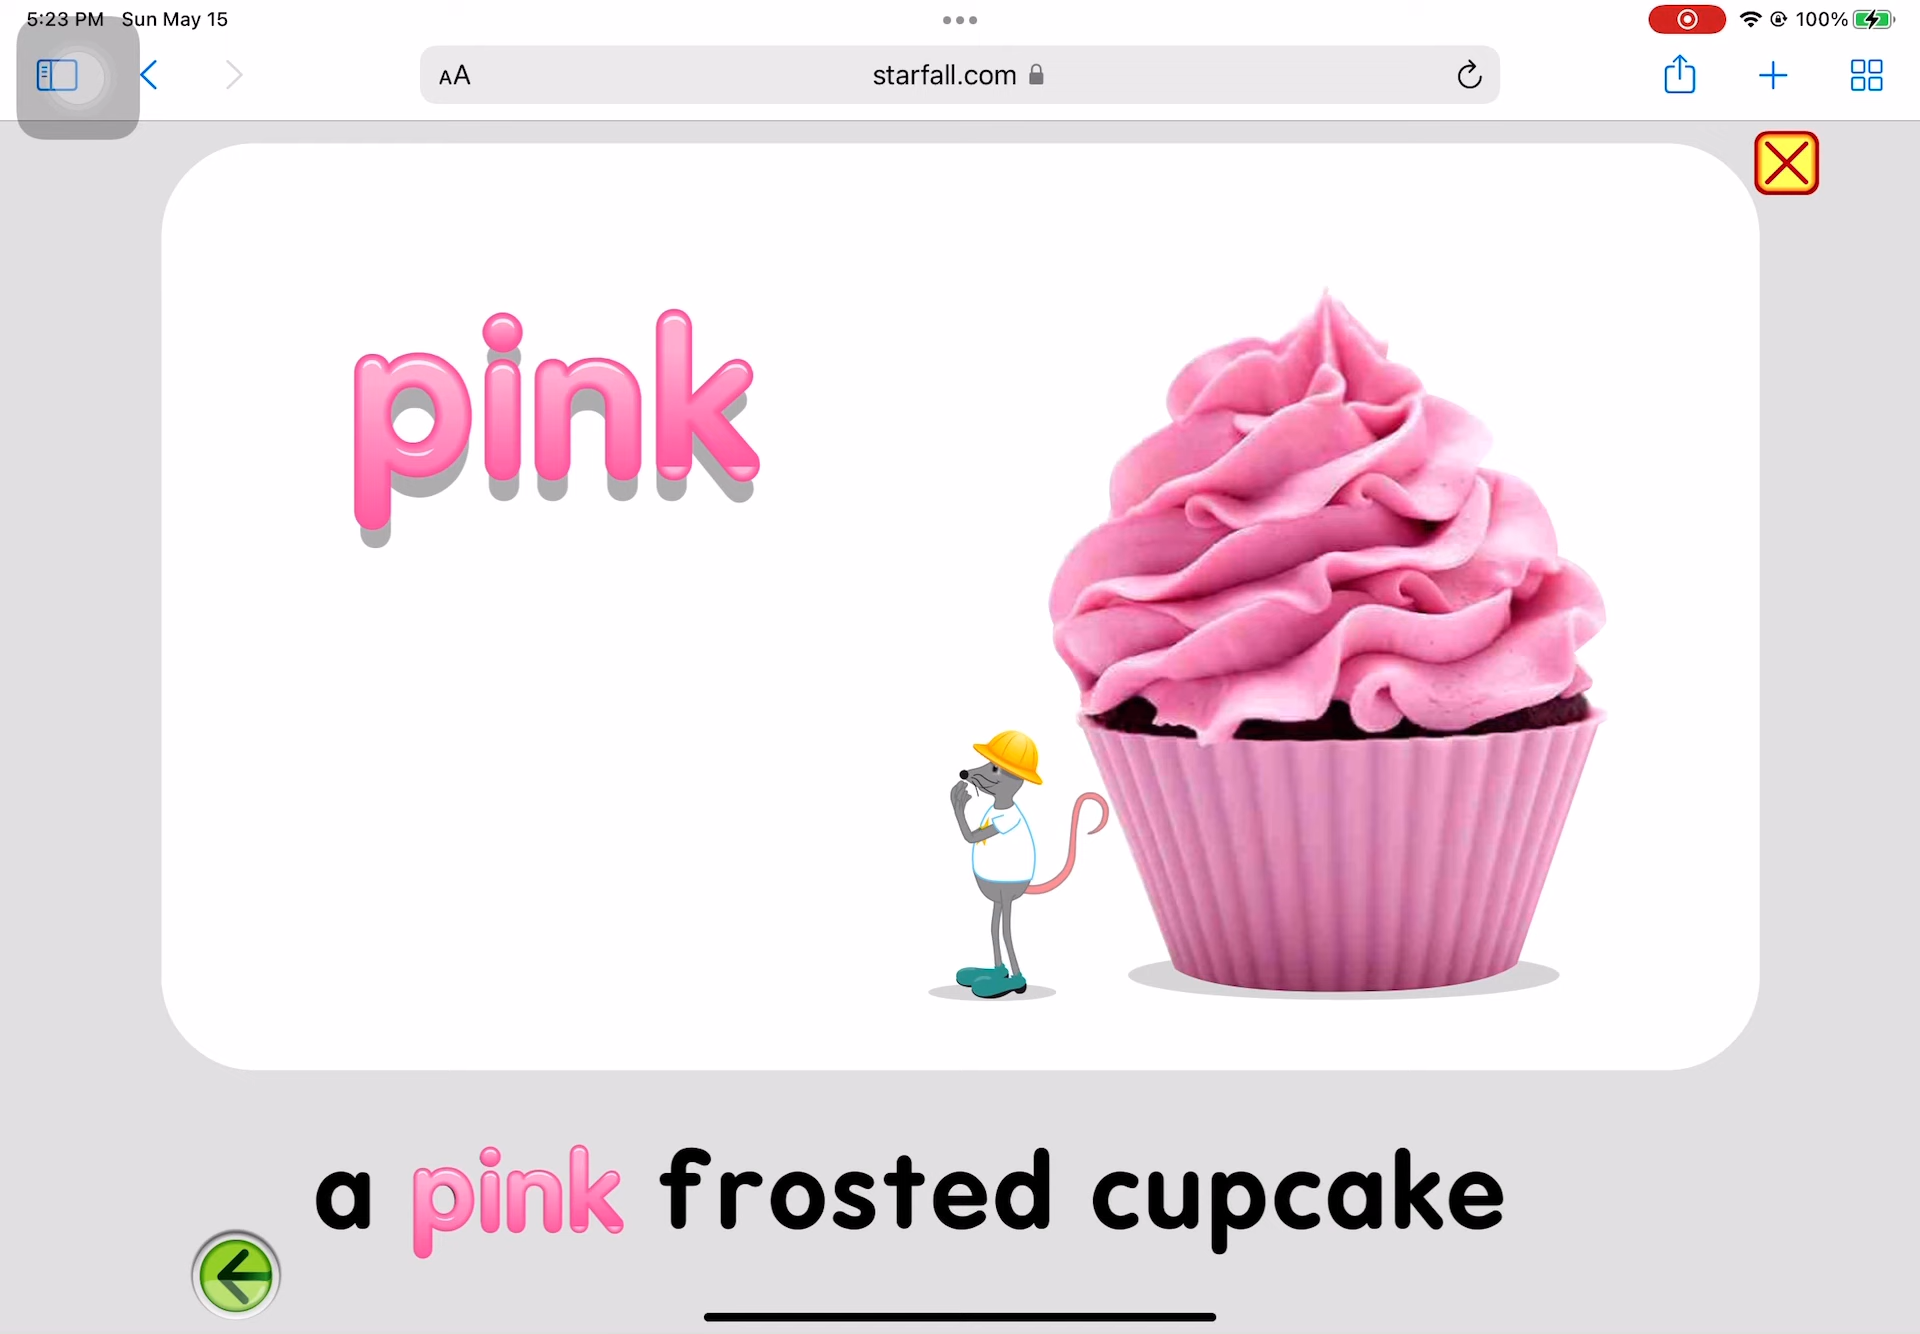 5:23 PM Sun May 15
100%
AA
starfall.com
pink
a pink frosted cupcake